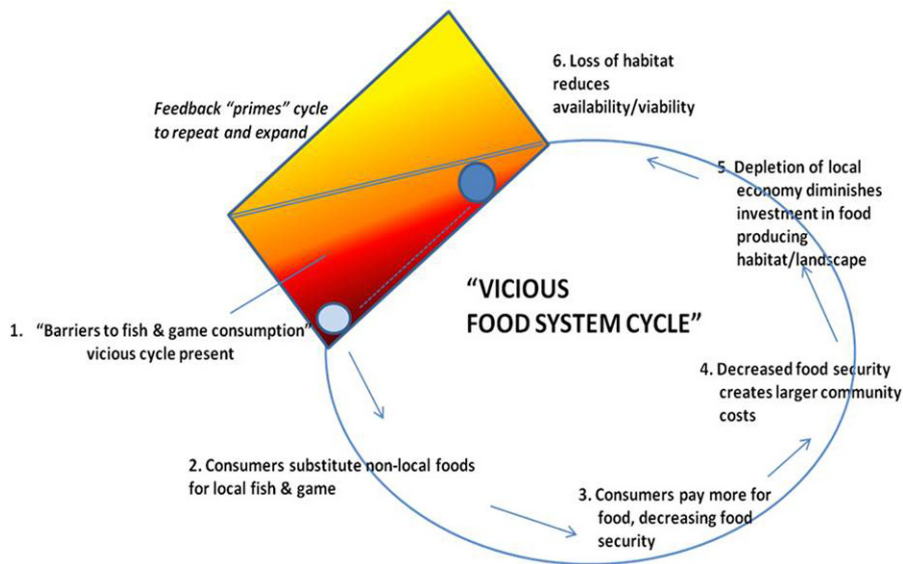 6. Loss of habitat
reduces
availability/viability
Feedback “primes” cycle
to repeat and expand
5. Depletion of local
economy diminishes
investment in food
producing
habitat/landscape
“VICIOUS
FOOD SYSTEM CYCLE”
1. “Barriers to fish & game consumption”
vicious cycle present
4. Decreased food security
creates larger community
costs
2. Consumers substitute non-local foods
for local fish & game
3. Consumers pay more for
food, decreasing food
security